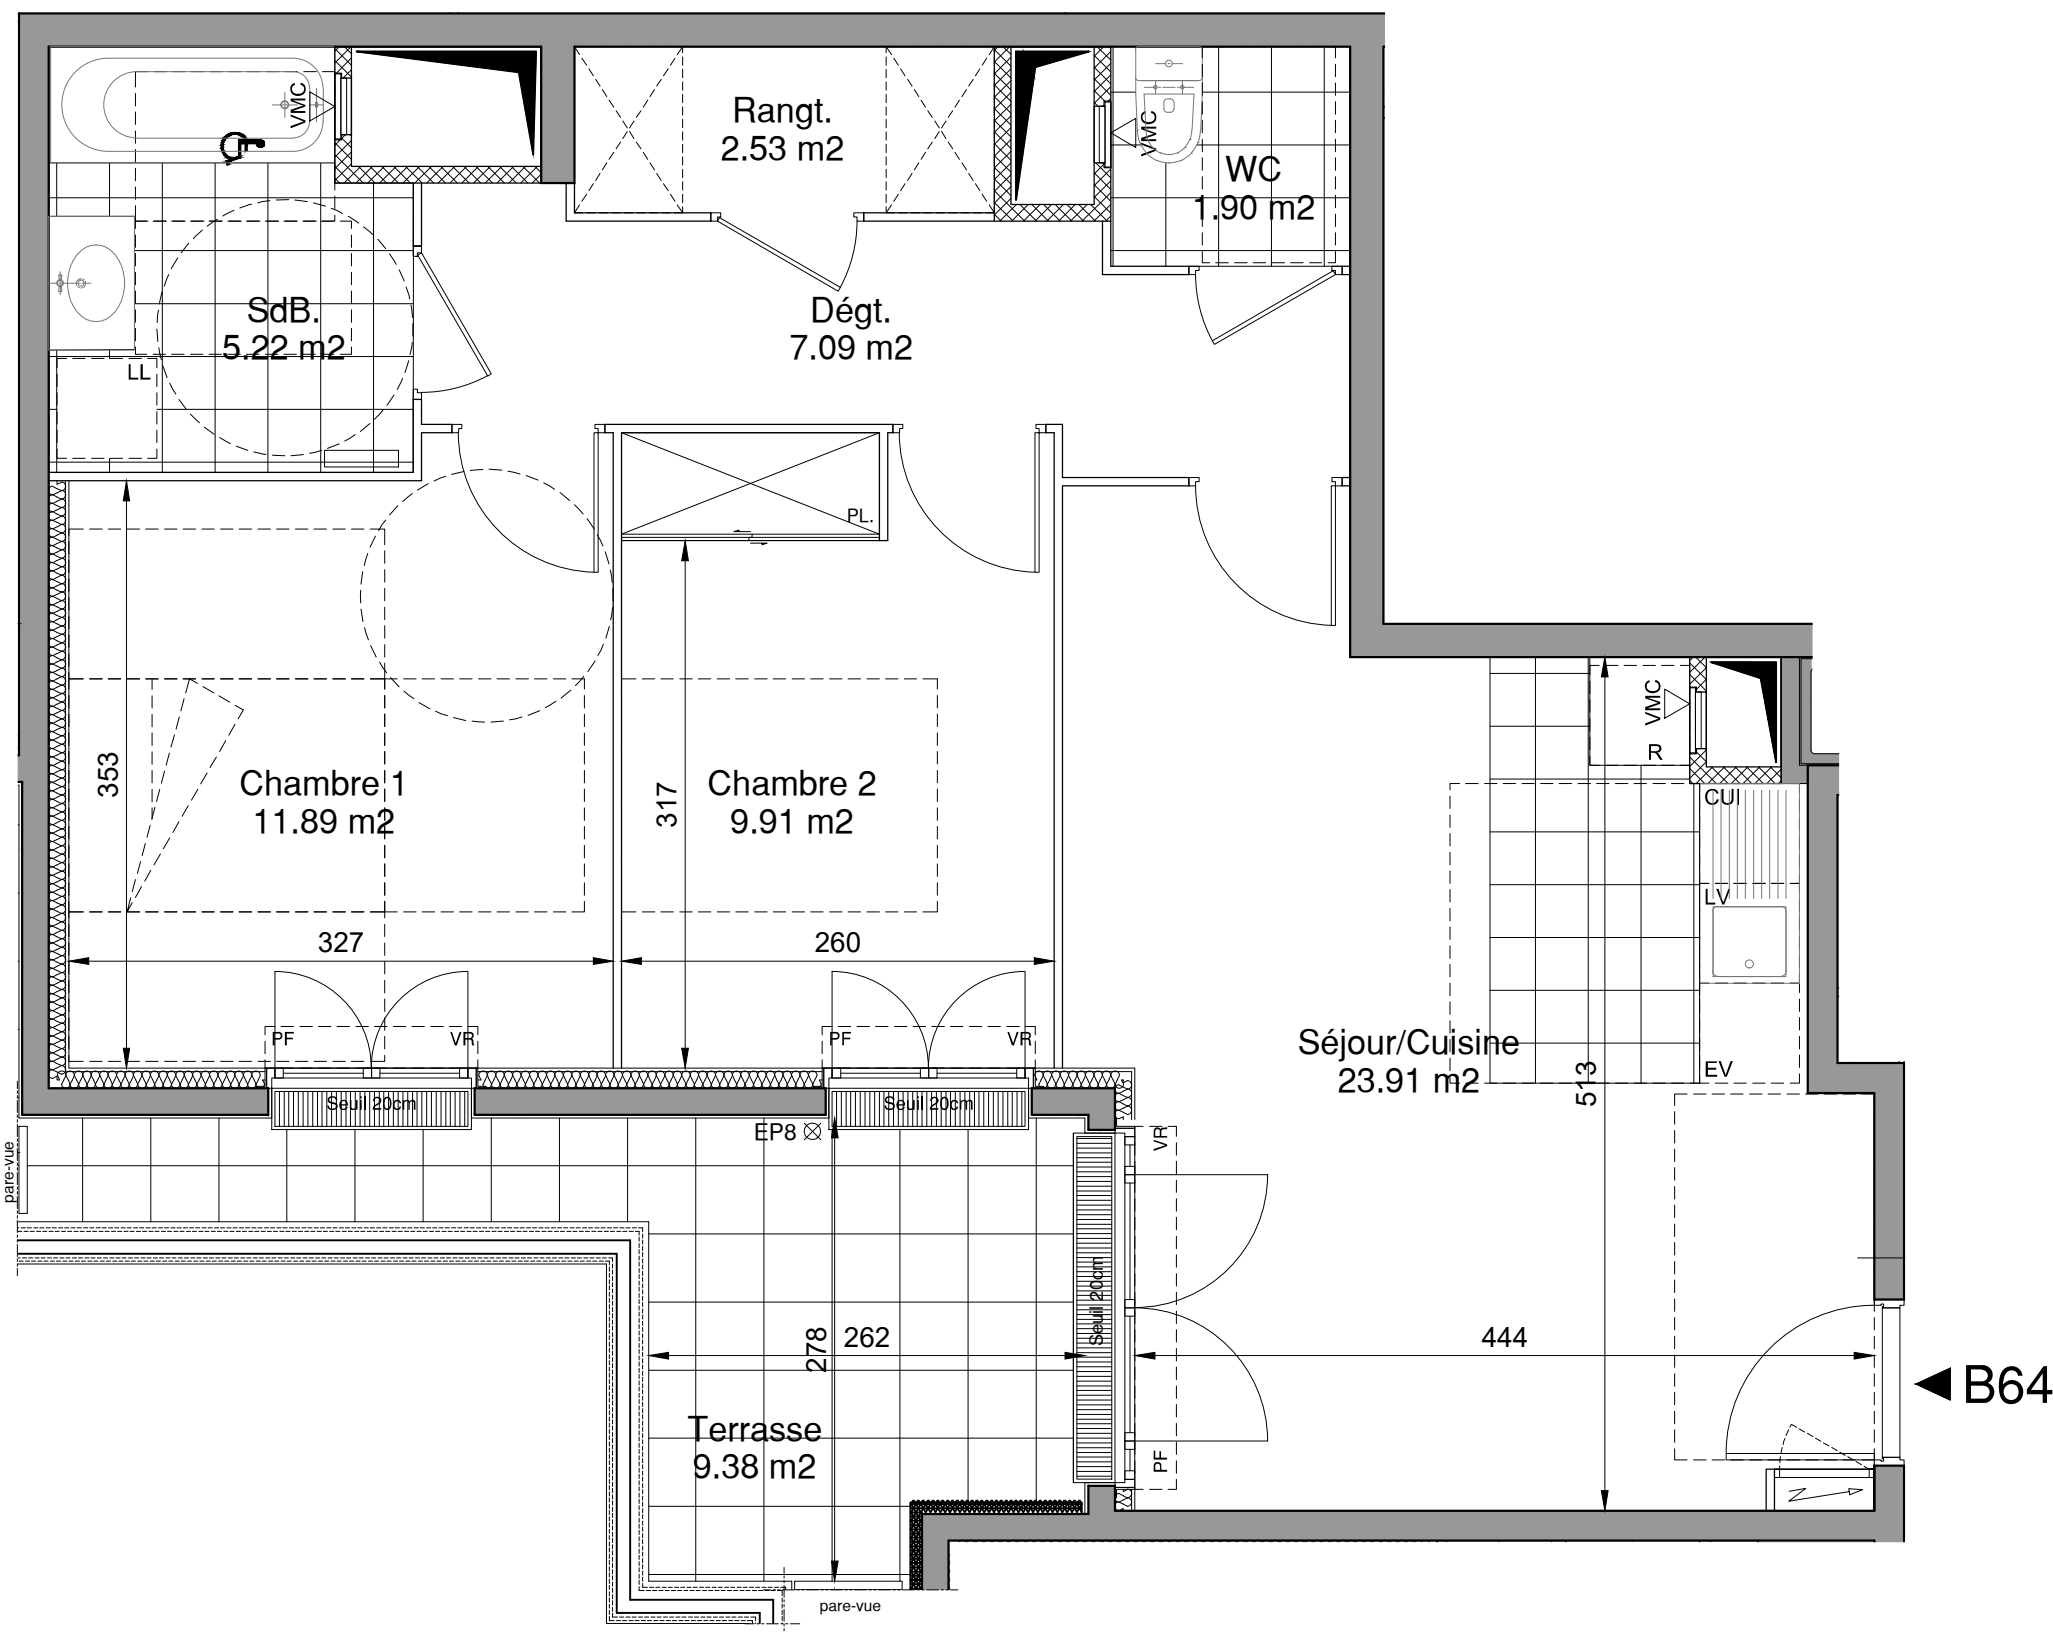 VMC
Rangt.
2.53 m2
VMC
WC
1.90 m2
SdB.
5.22 m2
LL
Dégt.
7.09 m2
PL.
353
Chambre 1
11.89 m2
317
Chambre 2
9.91 m2
VMC
R
CUI
LV
EV
327
260
PF
VR
PF
VR
Séjour/Cuisine
23.91 m2
513
Seuil 20cm
Seuil 20cm
EP8
pare-vue
VR
Seuil 20cm
PF
278
262
444
B64
Terrasse
9.38 m2
pare-vue